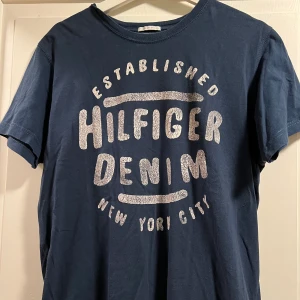 ESTABLISHED
HILFIGER
DENIM
NEW YORK CITY